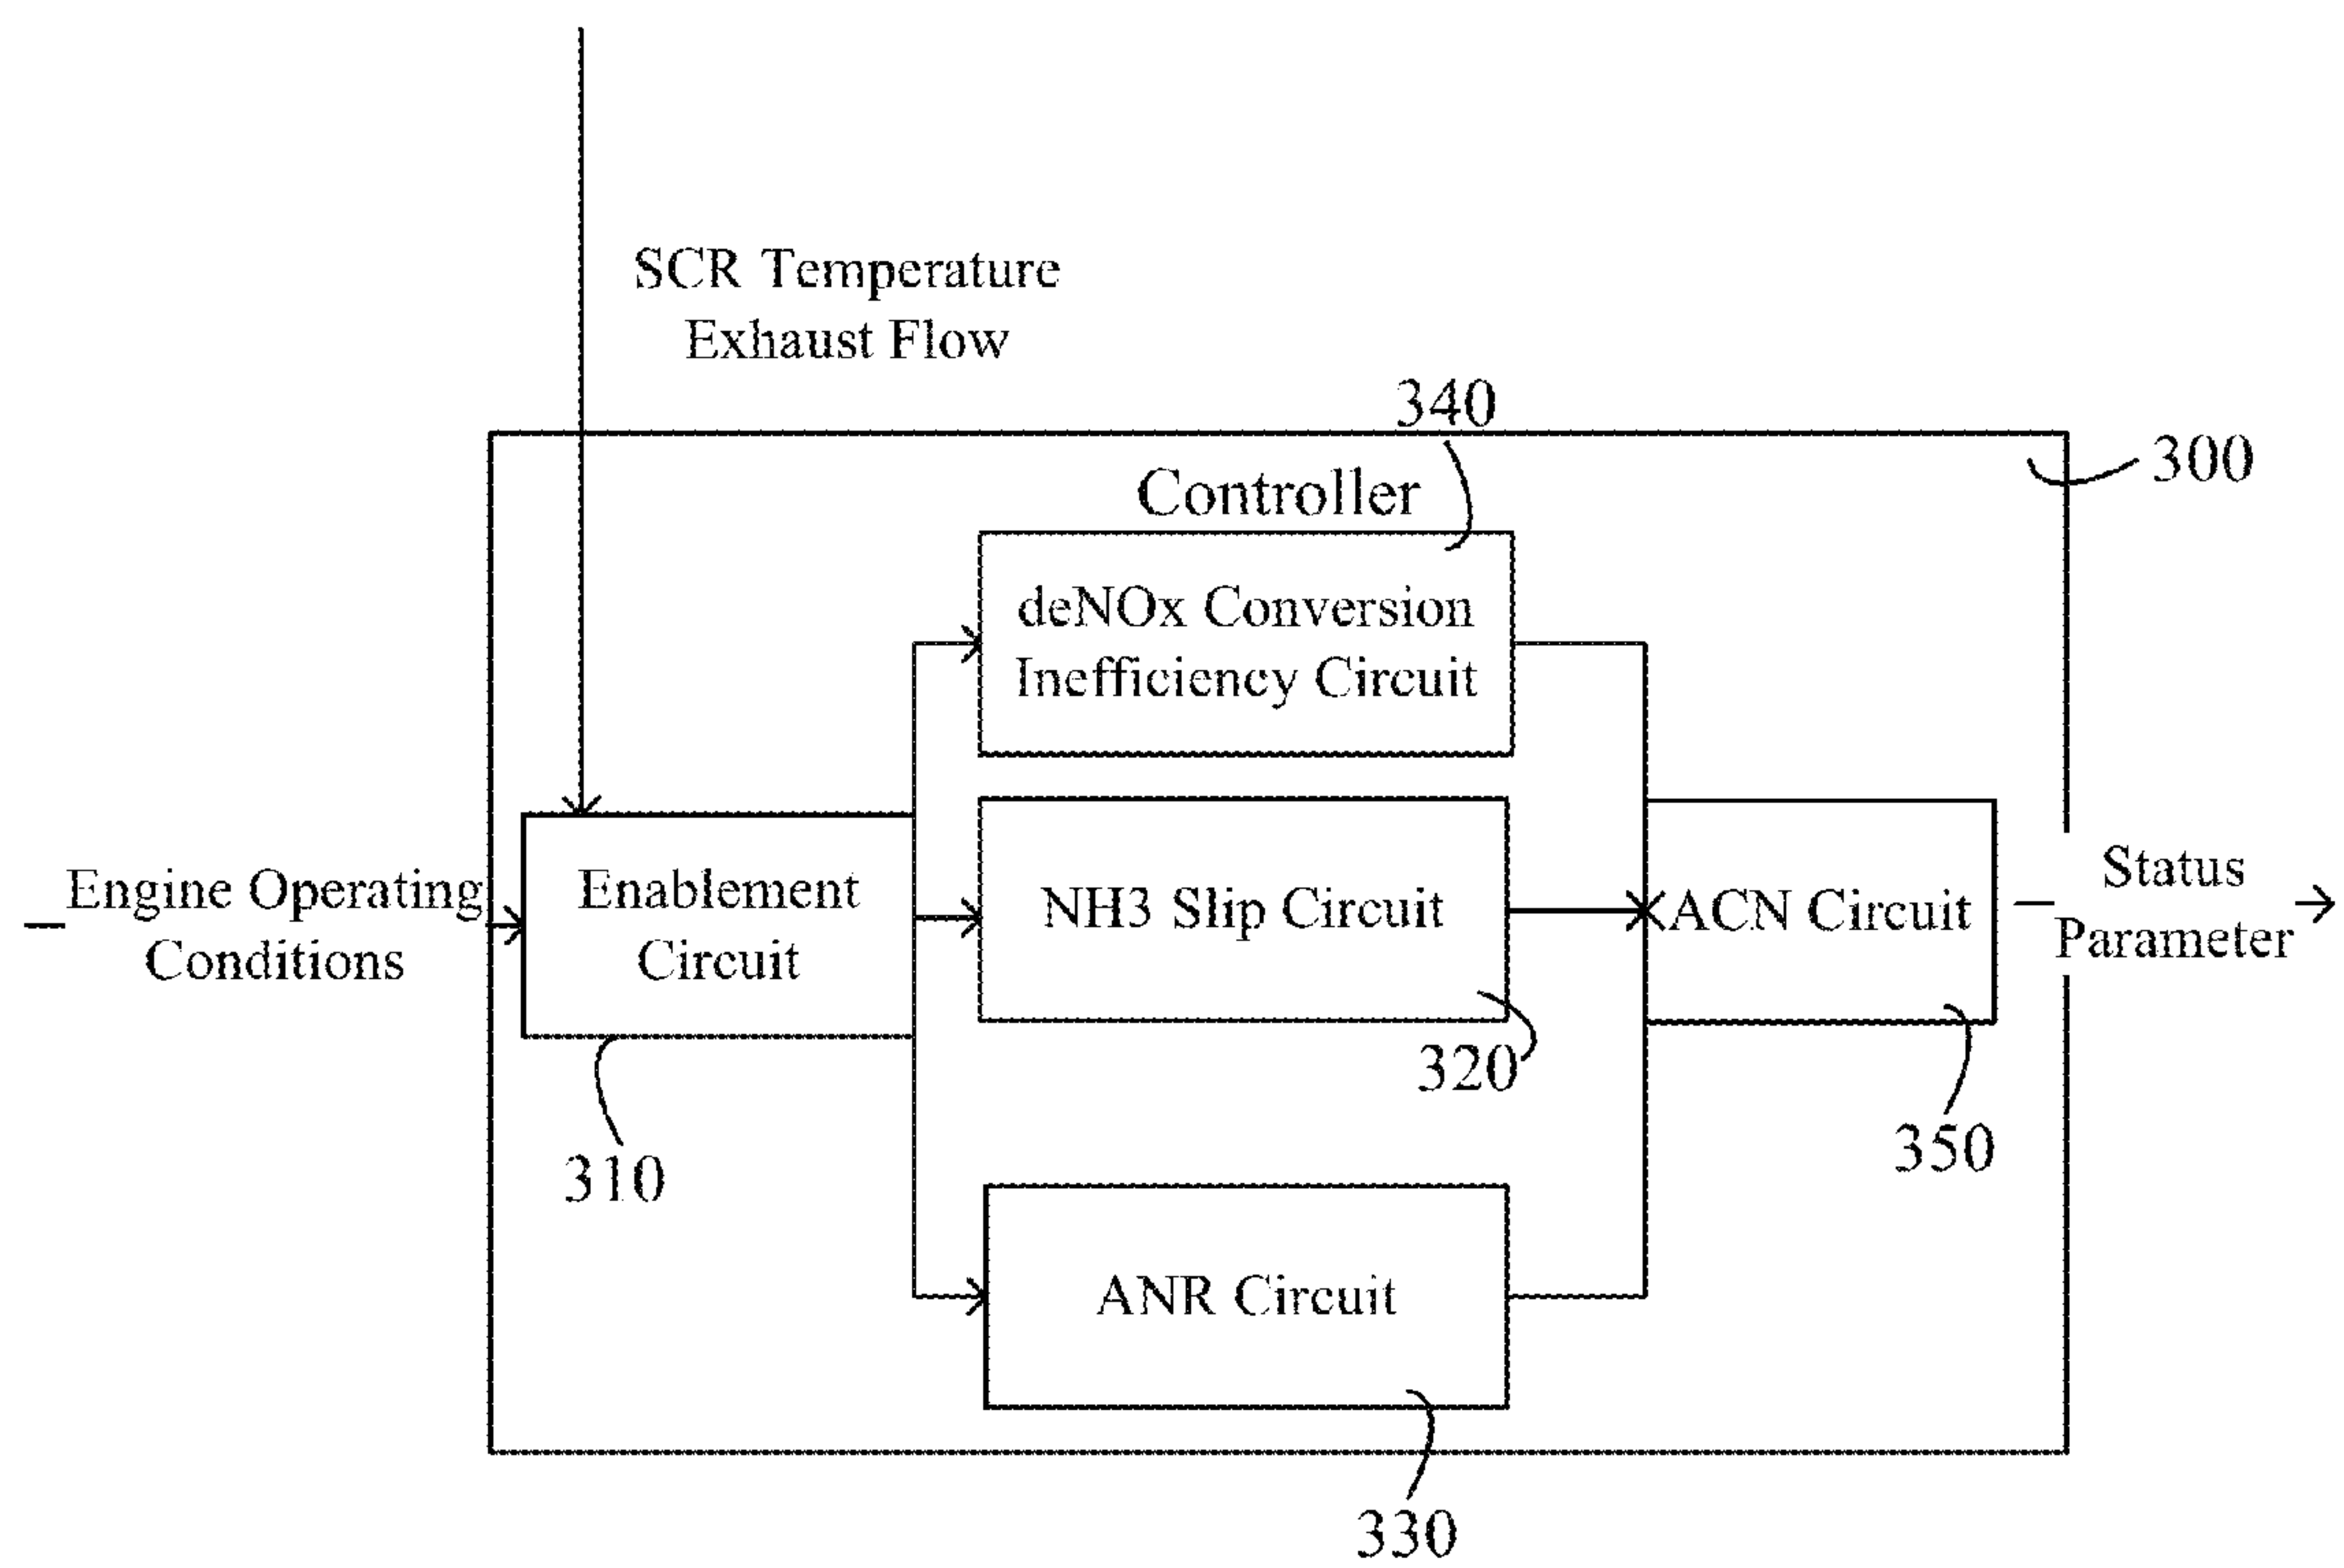 SCR Temperature
Exhaust Flow
340
300
Controller
deNOx Conversion
Inefficiency Circuit
Engine Operating
Conditions
Enablement
Circuit
NH3 Slip Circuit
ACN Circuit
Status
Parameter
320
350
310
ANR Circuit
330